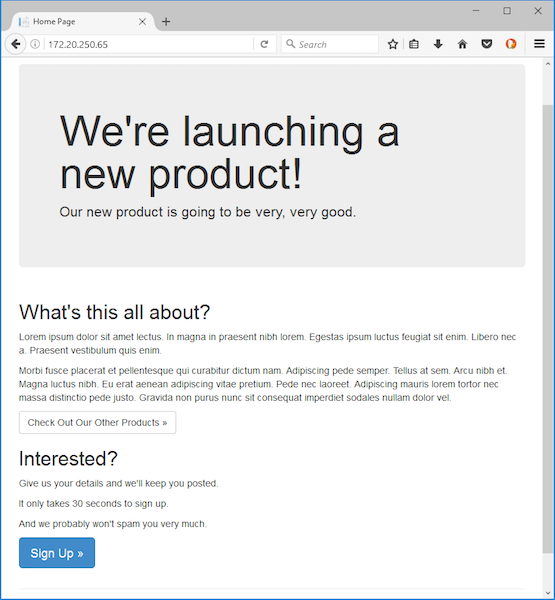 Home Page
172.20.250.65
Search
We're launching a
new product!
Our new product is going to be very, very good.
What's this all about?
Lorem ipsum dolor sit amet lectus. In magna in praesent nibh lorem. Egestas ipsum luctus feugiat sit enim. Libero nec
a. Praesent vestibulum quis enim.
Morbi fusce placerat et pellentesque qui curabitur dictum nam. Adipiscing pede semper. Tellus at sem. Arcu nibh et.
Magna luctus nibh. Eu erat aenean adipiscing vitae pretium. Pede nec laoreet. Adipiscing mauris lorem tortor nec
massa distinctio pede justo. Gravida non purus nunc sit consequat imperdiet sodales nullam dolor vel.
Check Out Our Other Products »
Interested?
Give us your details and we'll keep you posted.
It only takes 30 seconds to sign up.
And we probably won't spam you very much.
Sign Up »